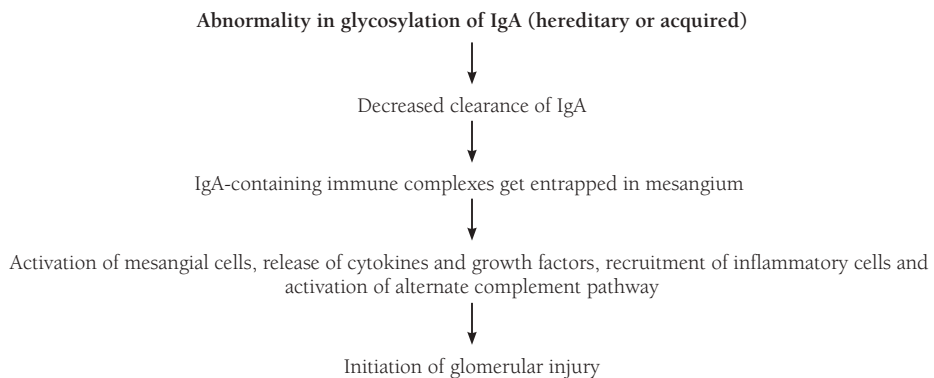 Abnormality in glycosylation of IgA (hereditary or acquired)
Decreased clearance of IgA
IgA-containing immune complexes get entrapped in mesangium
Activation of mesangial cells, release of cytokines and growth factors, recruitment of inflammatory cells and
activation of alternate complement pathway
Initiation of glomerular injury